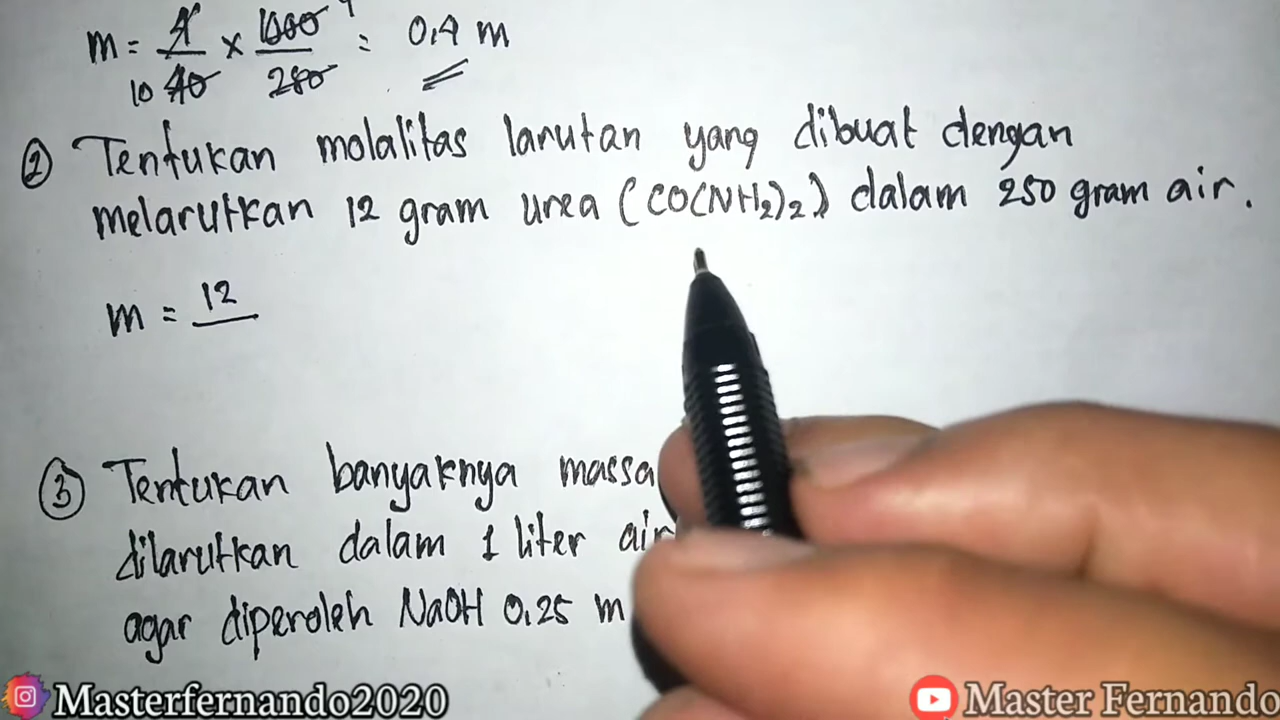 m = 4/10 40 x 1000/280 = 0,4 m
② Tentukan molalitas larutan yang dibuat dengan
melarutkan 12 gram urea (CO(NH₂)₂) dalam 250 gram air.
m = 12
③ Tentukan banyaknya massa
dilarutkan dalam 1 liter air
agar diperoleh NaOH 0,25 m
Masterfernando2020
Master Fernando